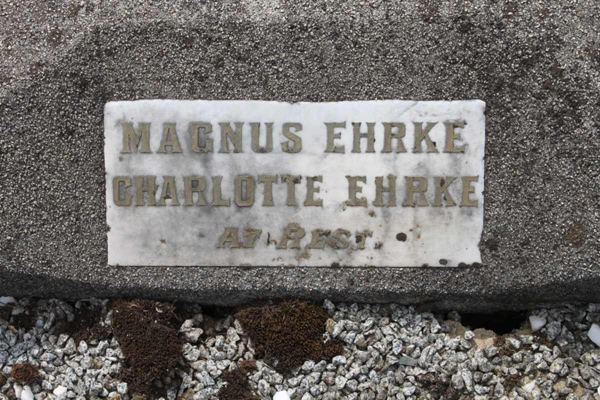 MAGNUS EHRKE
CHARLOTTE EHRKE
AT REST.